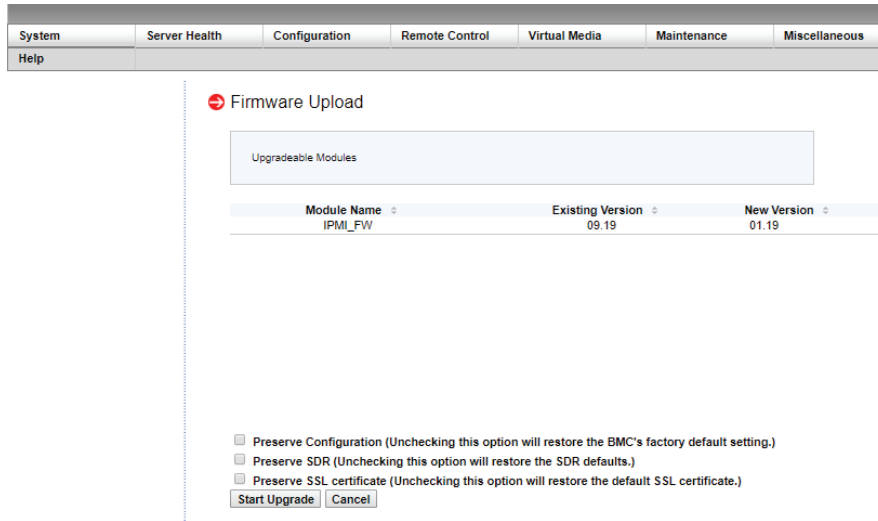 System Server Health Configuration Remote Control Virtual Media Maintenance Miscellaneous
Help
Firmware Upload
Upgradeable Modules
Module Name Existing Version New Version
IPMI_FW 09.19 01.19
Preserve Configuration (Unchecking this option will restore the BMC's factory default setting.)
Preserve SDR (Unchecking this option will restore the SDR defaults.)
Preserve SSL certificate (Unchecking this option will restore the default SSL certificate.)
Start Upgrade Cancel